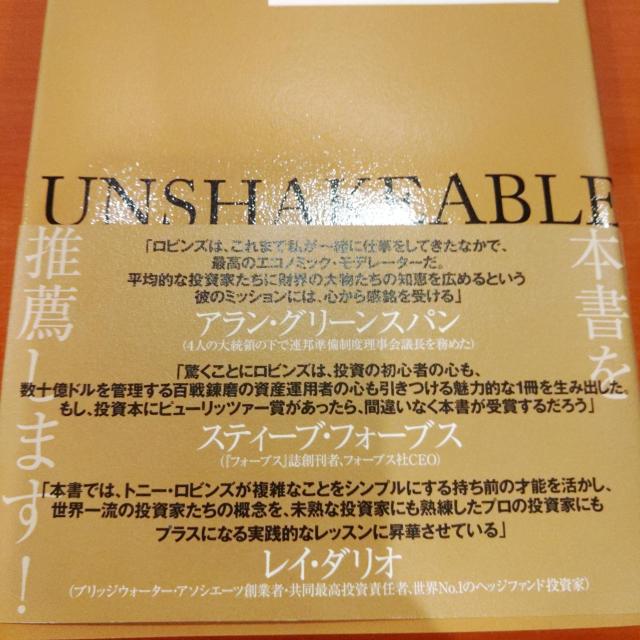 UNSHAKEABLE
本書を
推薦します!
「ロビンズは、これまで私が一緒に仕事をしてきたなかで、
最高のエコノミック・モデレーターだ。
平均的な投資家たちに財界の大物たちの知恵を広めるという
彼のミッションには、心から感銘を受ける」
アラン・グリーンスパン
(4人の大統領の下で連邦準備制度理事会議長を務めた)
「驚くことにロビンズは、投資の初心者の心も、
数十億ドルを管理する百戦錬磨の資産運用者の心も引きつける魅力的な1冊を生み出した。
もし、投資本にピューリッツァー賞があったら、間違いなく本書が受賞するだろう」
スティーブ・フォーブス
(『フォーブス』誌創刊者、フォーブス社CEO)
「本書では、トニー・ロビンズが複雑なことをシンプルにする持ち前の才能を活かし、
世界一流の投資家たちの概念を、未熟な投資家にも熟練したプロの投資家にも
プラスになる実践的なレッスンに昇華させている」
レイ・ダリオ
(ブリッジウォーター・アソシエーツ創業者・共同最高投資責任者、世界No.1のヘッジファンド投資家)